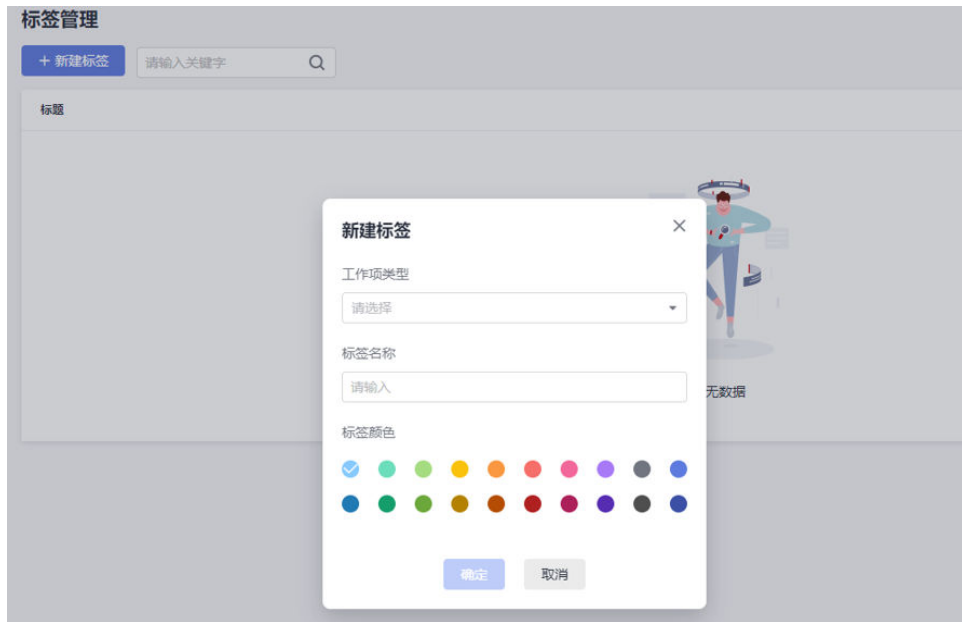 标签管理
+ 新建标签
请输入关键字
标题
新建标签
工作项类型
请选择
标签名称
请输入
无数据
标签颜色
确定
取消